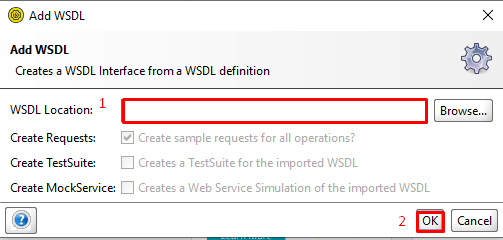 Add WSDL
Add WSDL
Creates a WSDL Interface from a WSDL definition
WSDL Location: 1 Browse...
Create Requests: Create sample requests for all operations?
Create TestSuite: Creates a TestSuite for the imported WSDL
Create MockService: Creates a Web Service Simulation of the imported WSDL
? 2 OK Cancel
Learn More